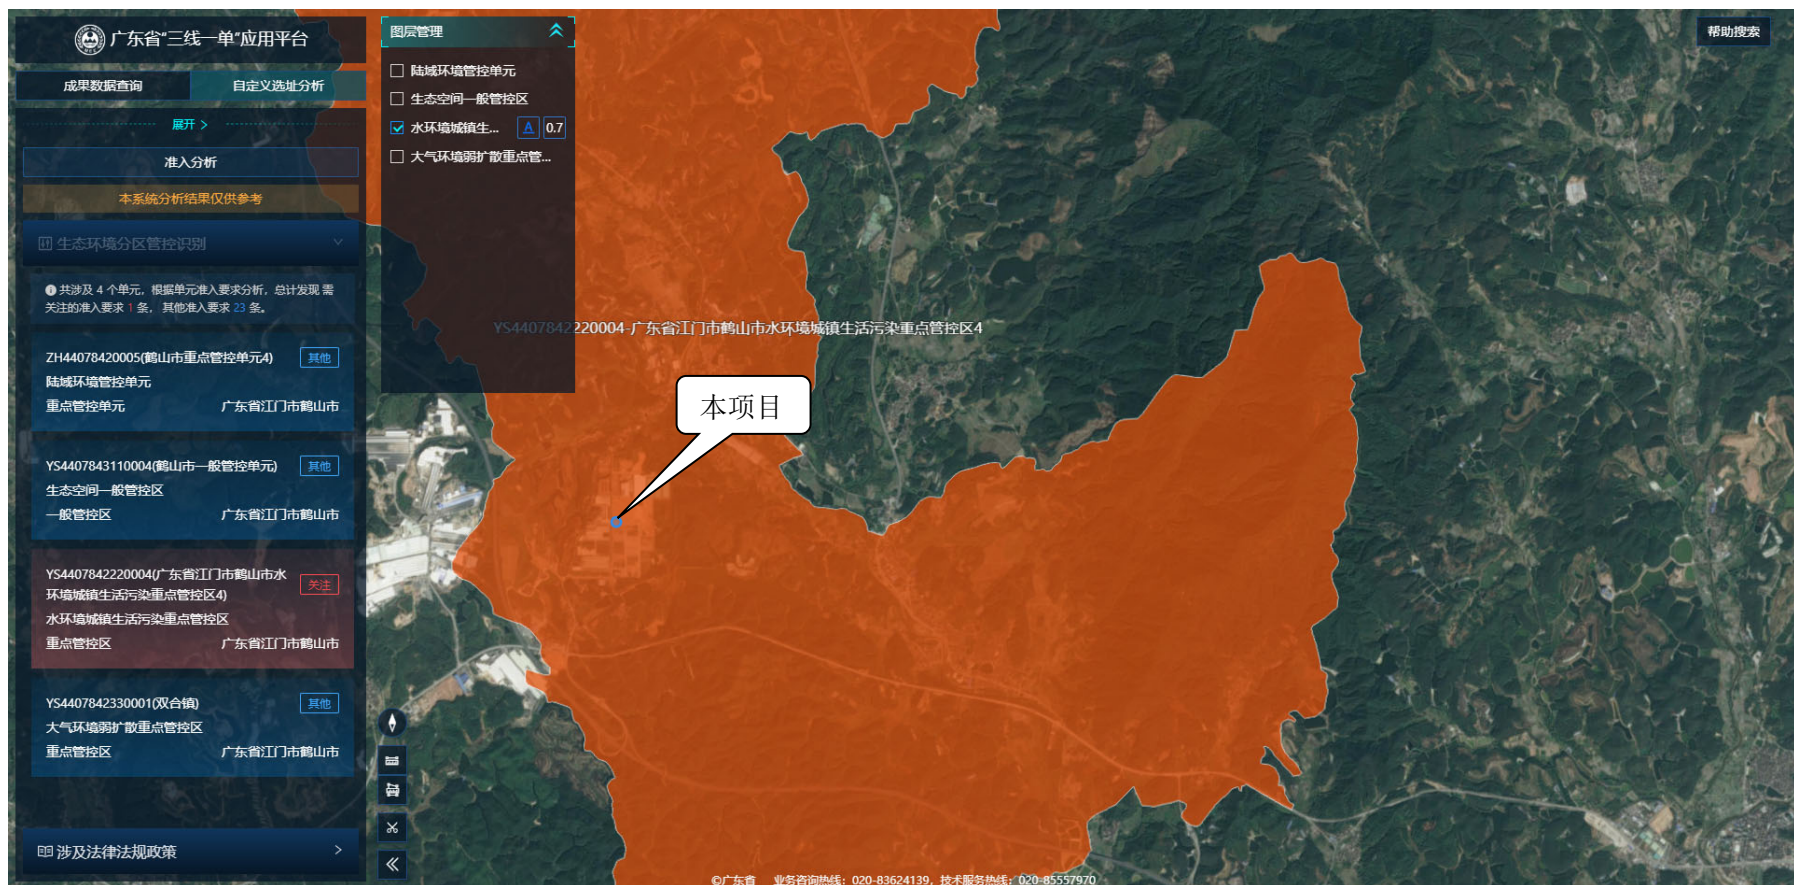 广东省“三线一单”应用平台
成果数据查询
自定义选址分析
展开 >
准入分析
本系统分析结果仅供参考
生态环境分区管控识别
共涉及 4 个单元，根据单元准入要求分析，总计发现 需
关注的准入要求 1 条， 其他准入要求 23 条。
ZH44078420005(鹤山市重点管控单元4)
其他
陆域环境管控单元
重点管控单元
广东省江门市鹤山市
YS4407843110004(鹤山市一般管控单元)
其他
生态空间一般管控区
一般管控区
广东省江门市鹤山市
YS4407842220004(广东省江门市鹤山市水
环境城镇生活污染重点管控区4)
关注
水环境城镇生活污染重点管控区
重点管控区
广东省江门市鹤山市
YS4407842330001(双合镇)
其他
大气环境弱扩散重点管控区
重点管控区
广东省江门市鹤山市
涉及法律法规政策
图层管理
陆域环境管控单元
生态空间一般管控区
水环境城镇生...
A
0.7
大气环境弱扩散重点管...
帮助搜索
YS4407842220004-广东省江门市鹤山市水环境城镇生活污染重点管控区4
本项目
©广东省 业务咨询热线：020-83624139，技术服务热线：020-85557970